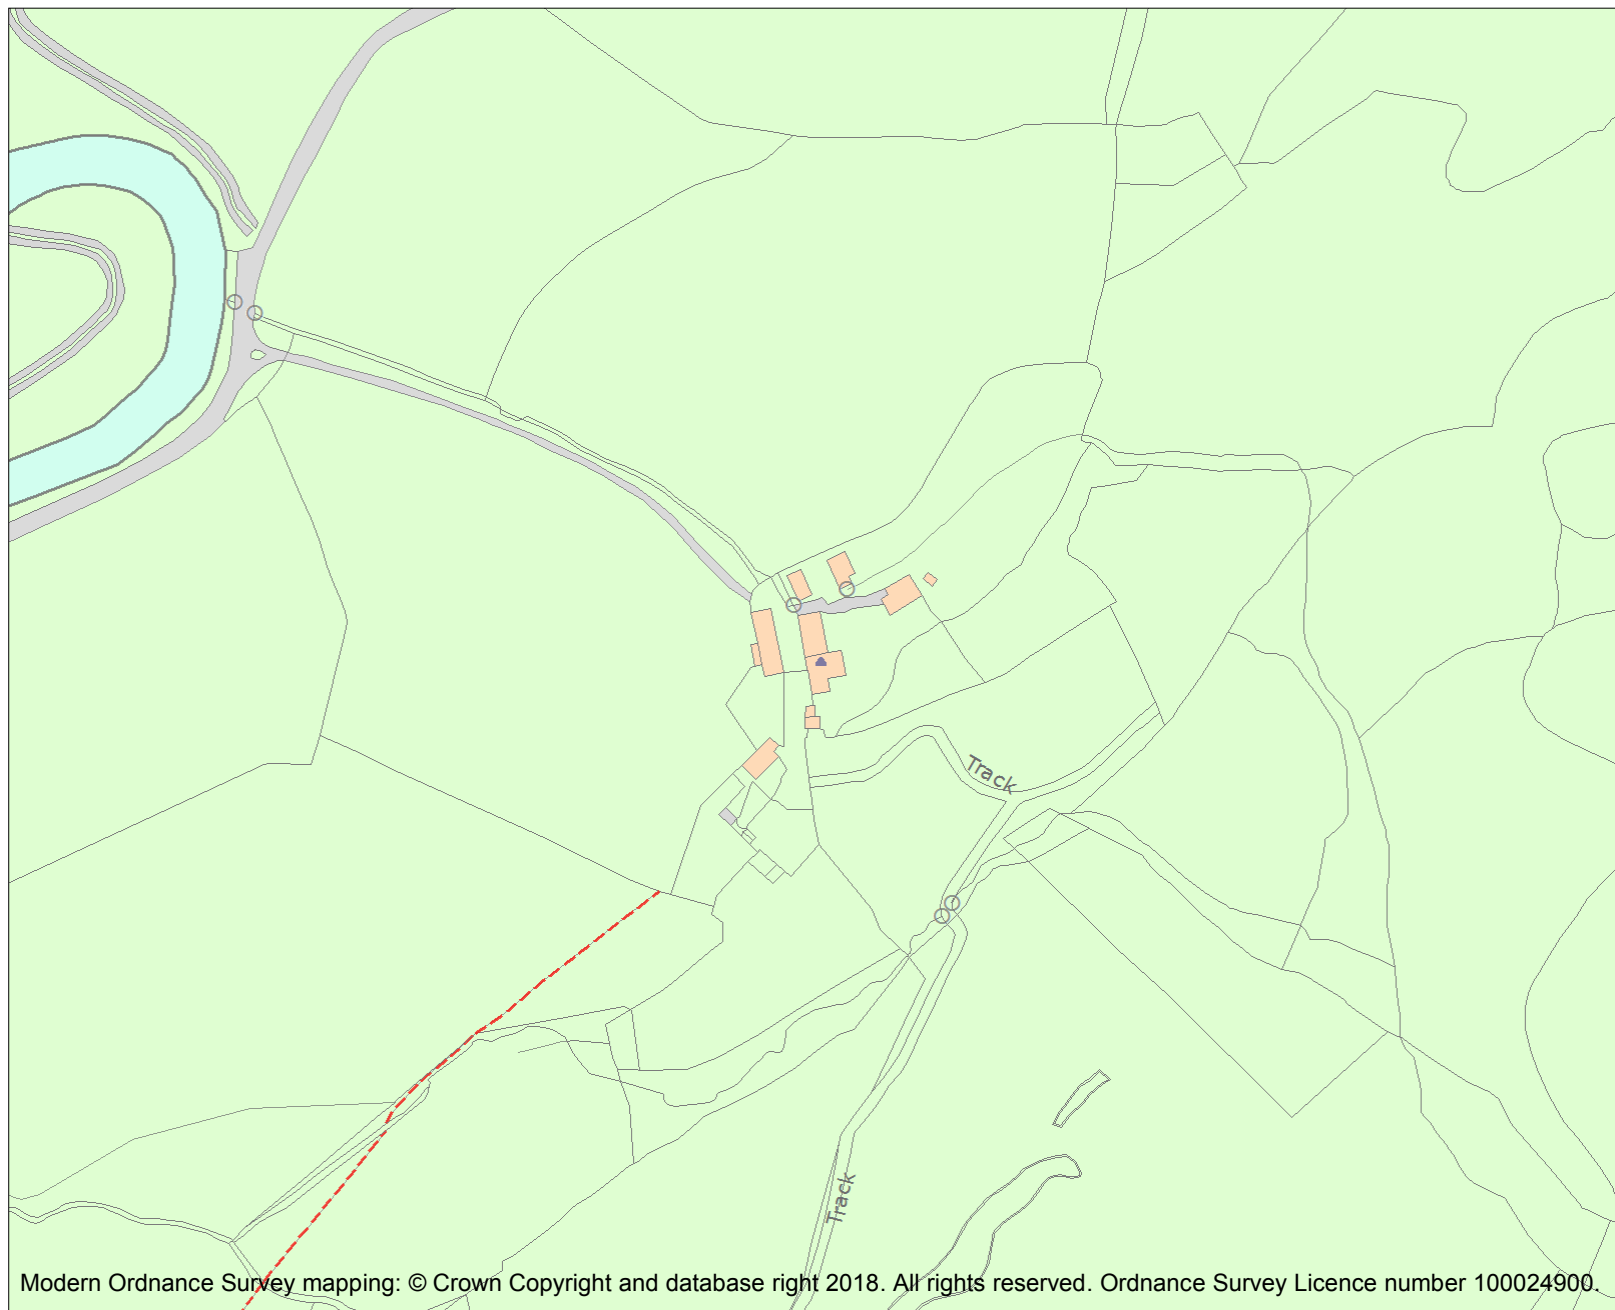 Track
Track
Modern Ordnance Survey mapping: © Crown Copyright and database right 2018. All rights reserved. Ordnance Survey Licence number 100024900.